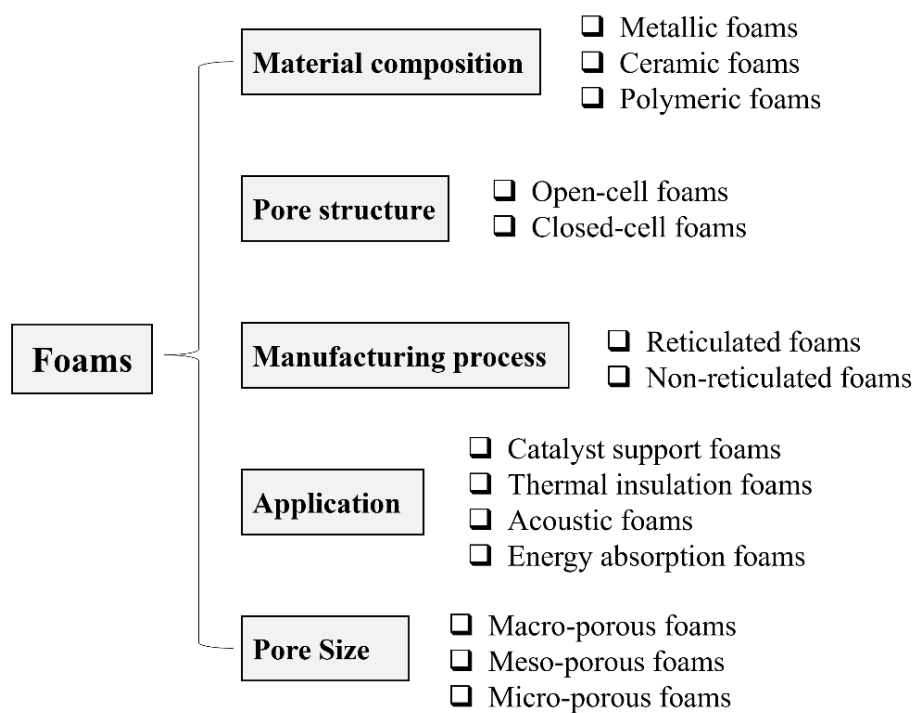 Foams
Material composition
❑ Metallic foams
❑ Ceramic foams
❑ Polymeric foams
Pore structure
❑ Open-cell foams
❑ Closed-cell foams
Manufacturing process
❑ Reticulated foams
❑ Non-reticulated foams
Application
❑ Catalyst support foams
❑ Thermal insulation foams
❑ Acoustic foams
❑ Energy absorption foams
Pore Size
❑ Macro-porous foams
❑ Meso-porous foams
❑ Micro-porous foams